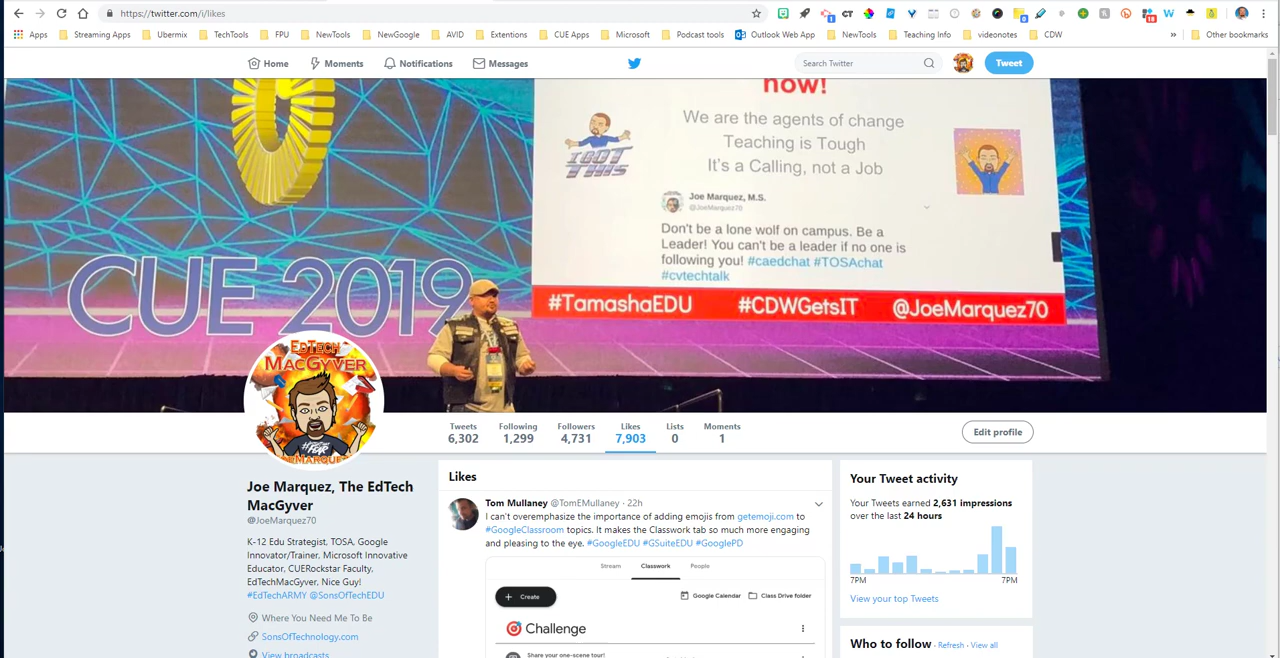 https://twitter.com/i/likes
Apps Streaming Apps Ubermix TechTools FPU NewTools NewGoogle AVID Extentions CUE Apps Microsoft Podcast tools Outlook Web App NewTools Teaching Info videonotes CDW » Other bookmarks
Home Moments Notifications Messages Search Twitter Tweet
now!
We are the agents of change
Teaching is Tough
It's a Calling, not a Job
I GOT
THIS
Joe Marquez, M.S.
@JoeMarquez70
Don't be a lone wolf on campus. Be a
Leader! You can't be a leader if no one is
following you! #caedchat #TOSAchat
#cvtechtalk
#TamashaEDU #CDWGetsIT @JoeMarquez70
CUE 2019
EDTECH
MACGYVER
Tweets Following Followers Likes Lists Moments
6,302 1,299 4,731 7,903 0 1
Edit profile
Joe Marquez, The EdTech
MacGyver
@JoeMarquez70
K-12 Edu Strategist, TOSA, Google
Innovator/Trainer, Microsoft Innovative
Educator, CUERockstar Faculty,
EdTechMacGyver, Nice Guy!
#EdTechARMY @SonsOfTechEDU
Where You Need Me To Be
SonsOfTechnology.com
View broadcasts
Likes
Tom Mullaney @TomEMullaney · 22h
I can't overemphasize the importance of adding emojis from getemoji.com to
#GoogleClassroom topics. It makes the Classwork tab so much more engaging
and pleasing to the eye. #GoogleEDU #GSuiteEDU #GooglePD
Stream Classwork People
+ Create Google Calendar Class Drive folder
Challenge
Share your one-scene tour!
Your Tweet activity
Your Tweets earned 2,631 impressions
over the last 24 hours
7PM 7PM
View your top Tweets
Who to follow · Refresh · View all